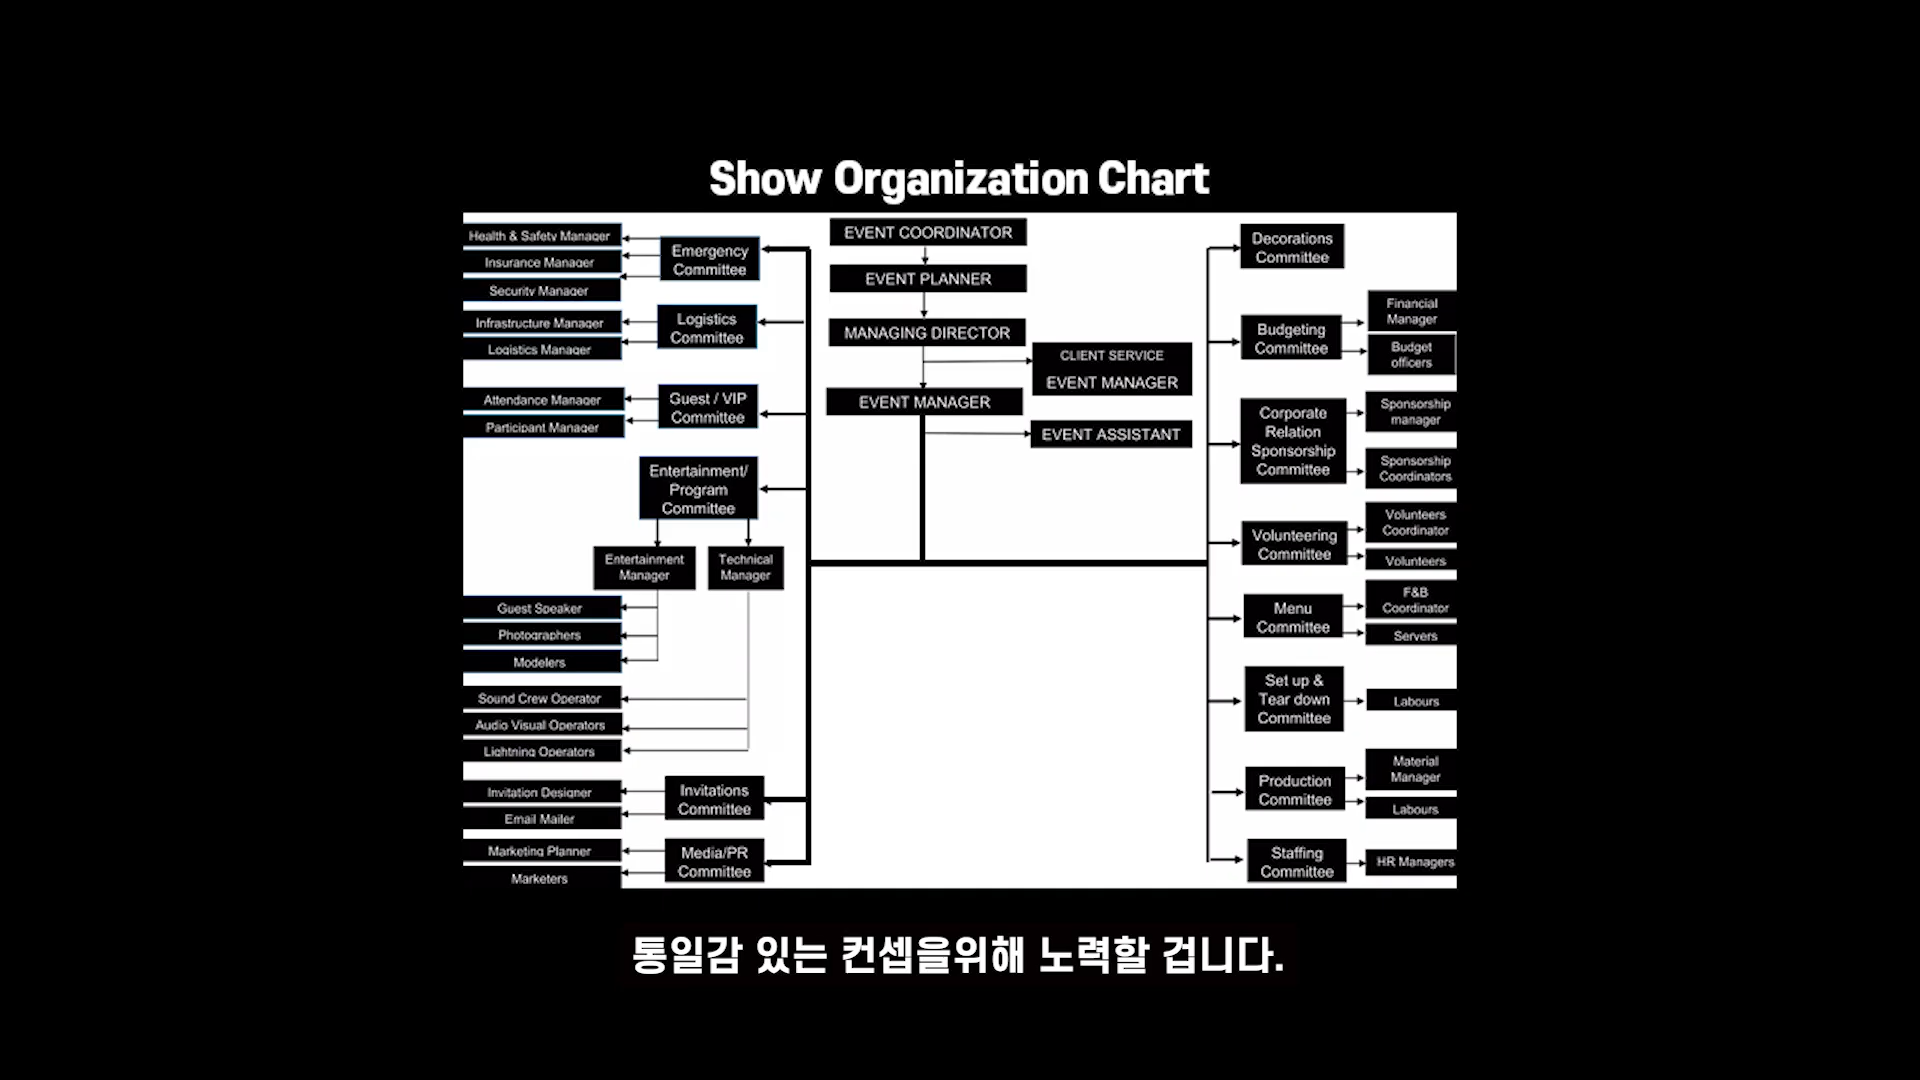 Show Organization Chart
Health & Safety Manager
Insurance Manager
Security Manager
Emergency
Committee
Infrastructure Manager
Logistics Manager
Logistics
Committee
Attendance Manager
Participant Manager
Guest / VIP
Committee
Entertainment/
Program
Committee
Entertainment
Manager
Technical
Manager
Guest Speaker
Photographers
Modelers
Sound Crew Operator
Audio Visual Operators
Lightning Operators
Invitation Designer
Email Mailer
Invitations
Committee
Marketing Planner
Marketers
Media/PR
Committee
EVENT COORDINATOR
EVENT PLANNER
MANAGING DIRECTOR
CLIENT SERVICE
EVENT MANAGER
EVENT MANAGER
EVENT ASSISTANT
Decorations
Committee
Budgeting
Committee
Financial
Manager
Budget
officers
Corporate
Relation
Sponsorship
Committee
Sponsorship
manager
Sponsorship
Coordinators
Volunteering
Committee
Volunteers
Coordinator
Volunteers
Menu
Committee
F&B
Coordinator
Servers
Set up &
Tear down
Committee
Labours
Production
Committee
Material
Manager
Labours
Staffing
Committee
HR Managers
통일감 있는 컨셉을위해 노력할 겁니다.